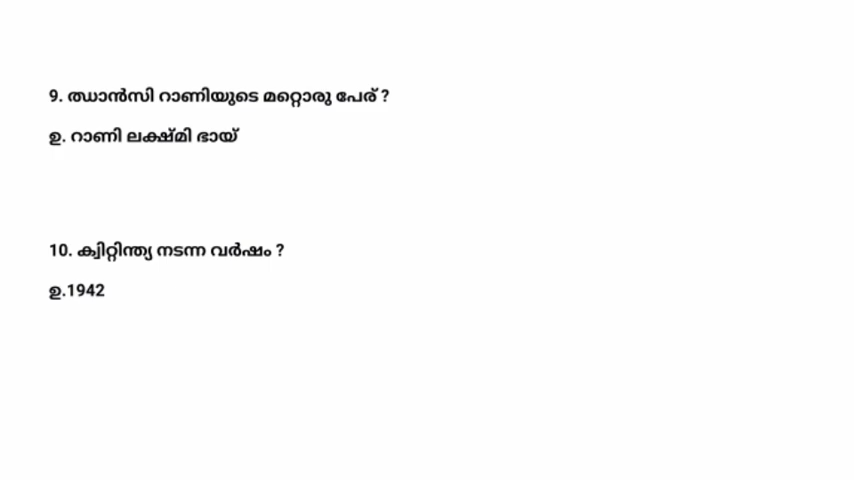 9. ഝാൻസി റാണിയുടെ മറ്റൊരു പേര് ?
ഉ. റാണി ലക്ഷ്മി ഭായ്
10. ക്വിറ്റിന്ത്യ നടന്ന വർഷം ?
ഉ.1942